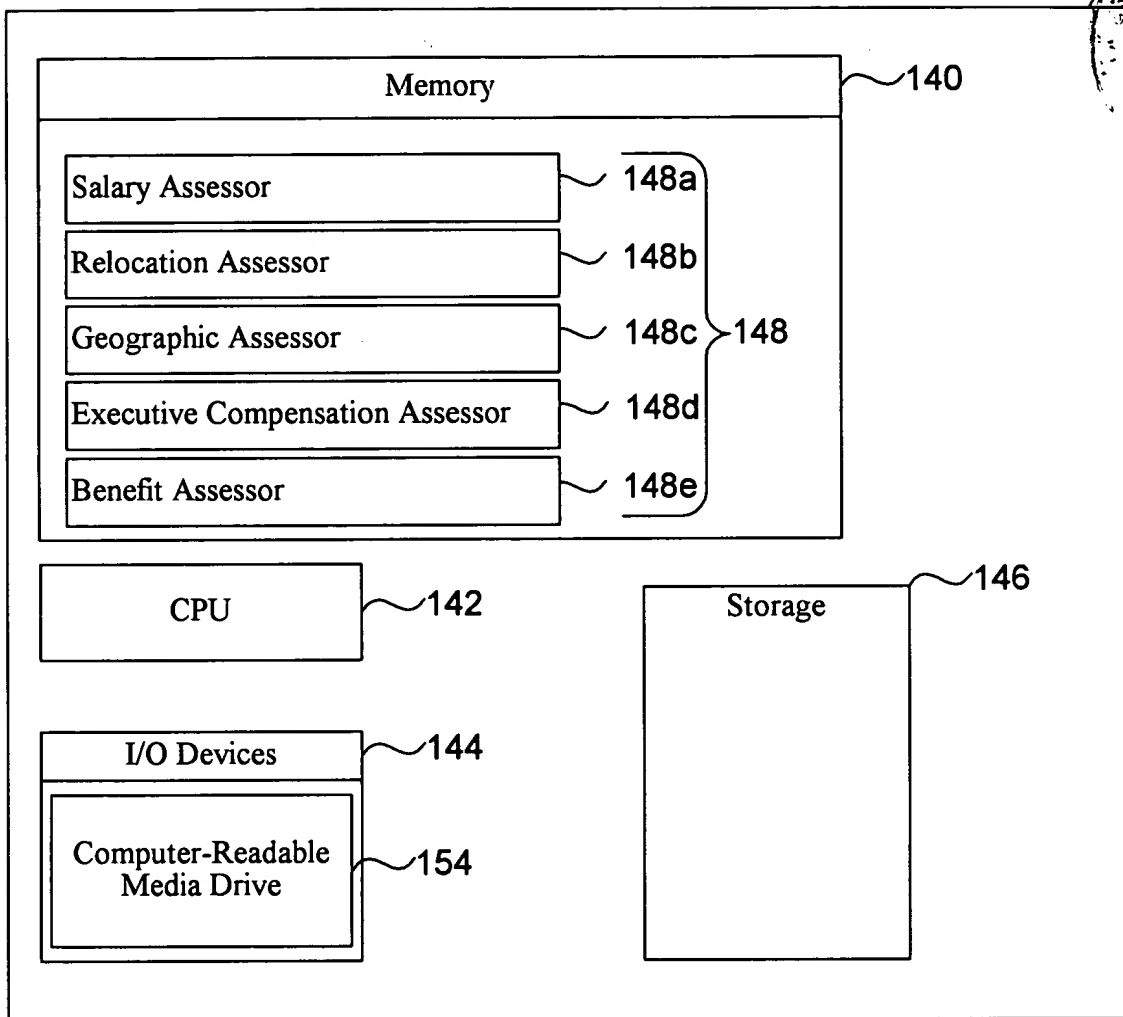 Memory
140
Salary Assessor
148a
Relocation Assessor
148b
Geographic Assessor
148c
148
Executive Compensation Assessor
148d
Benefit Assessor
148e
CPU
142
Storage
146
I/O Devices
144
Computer-Readable
Media Drive
154